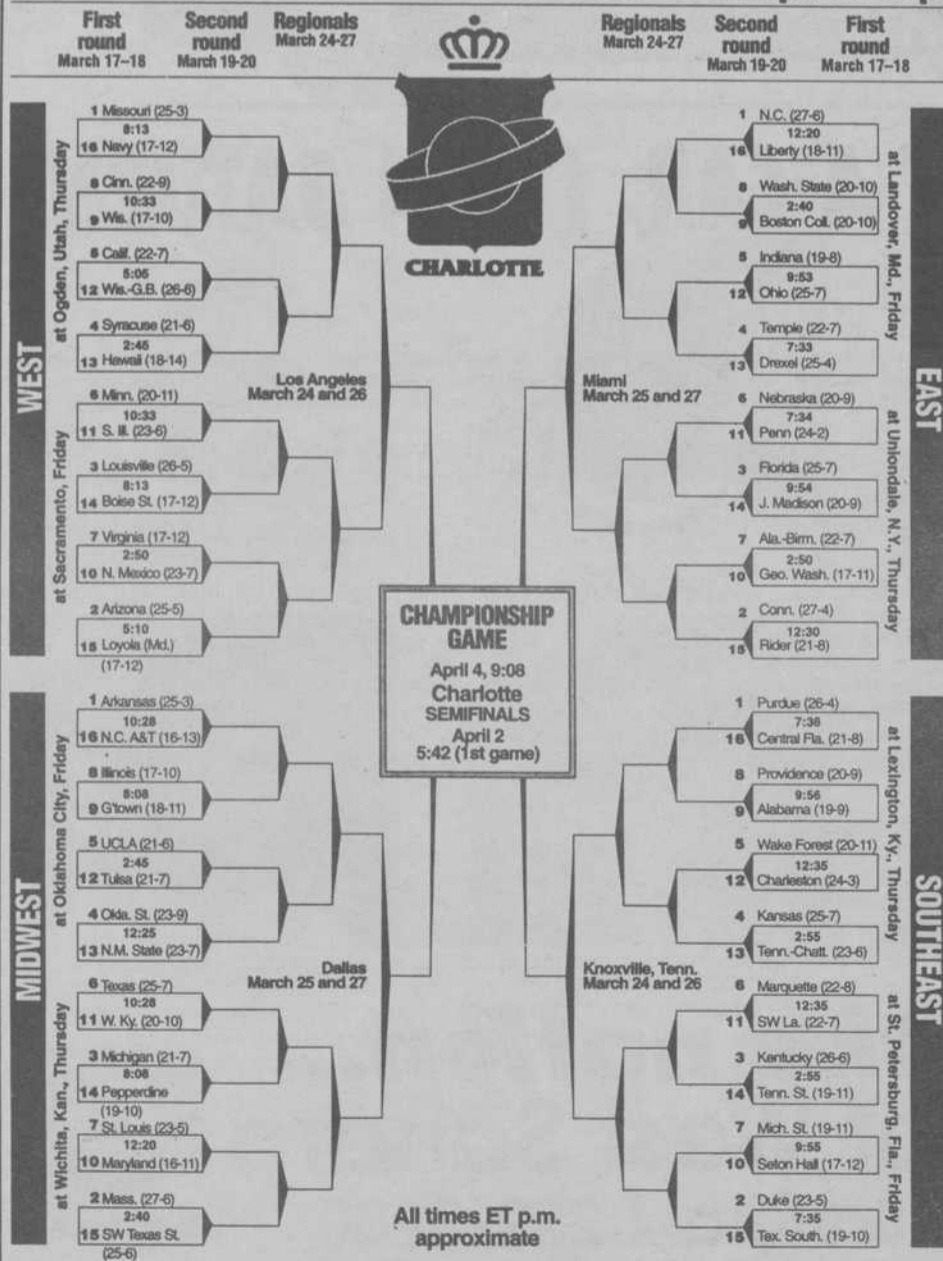 First
round
March 17–18
Second
round
March 19-20
Regionals
March 24-27
Regionals
March 24-27
Second
round
March 19-20
First
round
March 17–18
CHARLOTTE
WEST
at Ogden, Utah, Thursday
1 Missouri (25-3)
8:13
16 Navy (17-12)
8 Cinn. (22-9)
10:33
9 Wis. (17-10)
5 Calif. (22-7)
5:05
12 Wis.-G.B. (26-6)
4 Syracuse (21-6)
2:45
13 Hawaii (18-14)
at Sacramento, Friday
6 Minn. (20-11)
10:33
11 S. Ill. (23-6)
3 Louisville (26-5)
8:13
14 Boise St. (17-12)
7 Virginia (17-12)
2:50
10 N. Mexico (23-7)
2 Arizona (25-5)
5:10
15 Loyola (Md.)
(17-12)
Los Angeles
March 24 and 26
MIDWEST
at Oklahoma City, Friday
1 Arkansas (25-3)
10:28
16 N.C. A&T (16-13)
8 Illinois (17-10)
8:08
9 G'town (18-11)
5 UCLA (21-6)
2:45
12 Tulsa (21-7)
4 Okla. St. (23-9)
12:25
13 N.M. State (23-7)
at Wichita, Kan., Thursday
6 Texas (25-7)
10:28
11 W. Ky. (20-10)
3 Michigan (21-7)
8:08
14 Pepperdine
(19-10)
7 St. Louis (23-5)
12:20
10 Maryland (16-11)
2 Mass. (27-6)
2:40
15 SW Texas St.
(25-6)
Dallas
March 25 and 27
CHAMPIONSHIP
GAME
April 4, 9:08
Charlotte
SEMIFINALS
April 2
5:42 (1st game)
EAST
at Landover, Md., Friday
1 N.C. (27-6)
12:20
16 Liberty (18-11)
8 Wash. State (20-10)
2:40
9 Boston Coll. (20-10)
5 Indiana (19-8)
9:53
12 Ohio (25-7)
4 Temple (22-7)
7:33
13 Drexel (25-4)
at Uniondale, N.Y., Thursday
6 Nebraska (20-9)
7:34
11 Penn (24-2)
3 Florida (25-7)
9:54
14 J. Madison (20-9)
7 Ala.-Birm. (22-7)
2:50
10 Geo. Wash. (17-11)
2 Conn. (27-4)
12:30
15 Rider (21-8)
Miami
March 25 and 27
SOUTHEAST
at Lexington, Ky., Thursday
1 Purdue (26-4)
7:36
16 Central Fla. (21-8)
8 Providence (20-9)
9:56
9 Alabama (19-9)
5 Wake Forest (20-11)
12:35
12 Charleston (24-3)
4 Kansas (25-7)
2:55
13 Tenn.-Chatt. (23-6)
at St. Petersburg, Fla., Friday
6 Marquette (22-8)
12:35
11 SW La. (22-7)
3 Kentucky (26-6)
2:55
14 Tenn. St. (19-11)
7 Mich. St. (19-11)
9:55
10 Seton Hall (17-12)
2 Duke (23-5)
7:35
15 Tex. South. (19-10)
Knoxville, Tenn.
March 24 and 26
All times ET p.m.
approximate